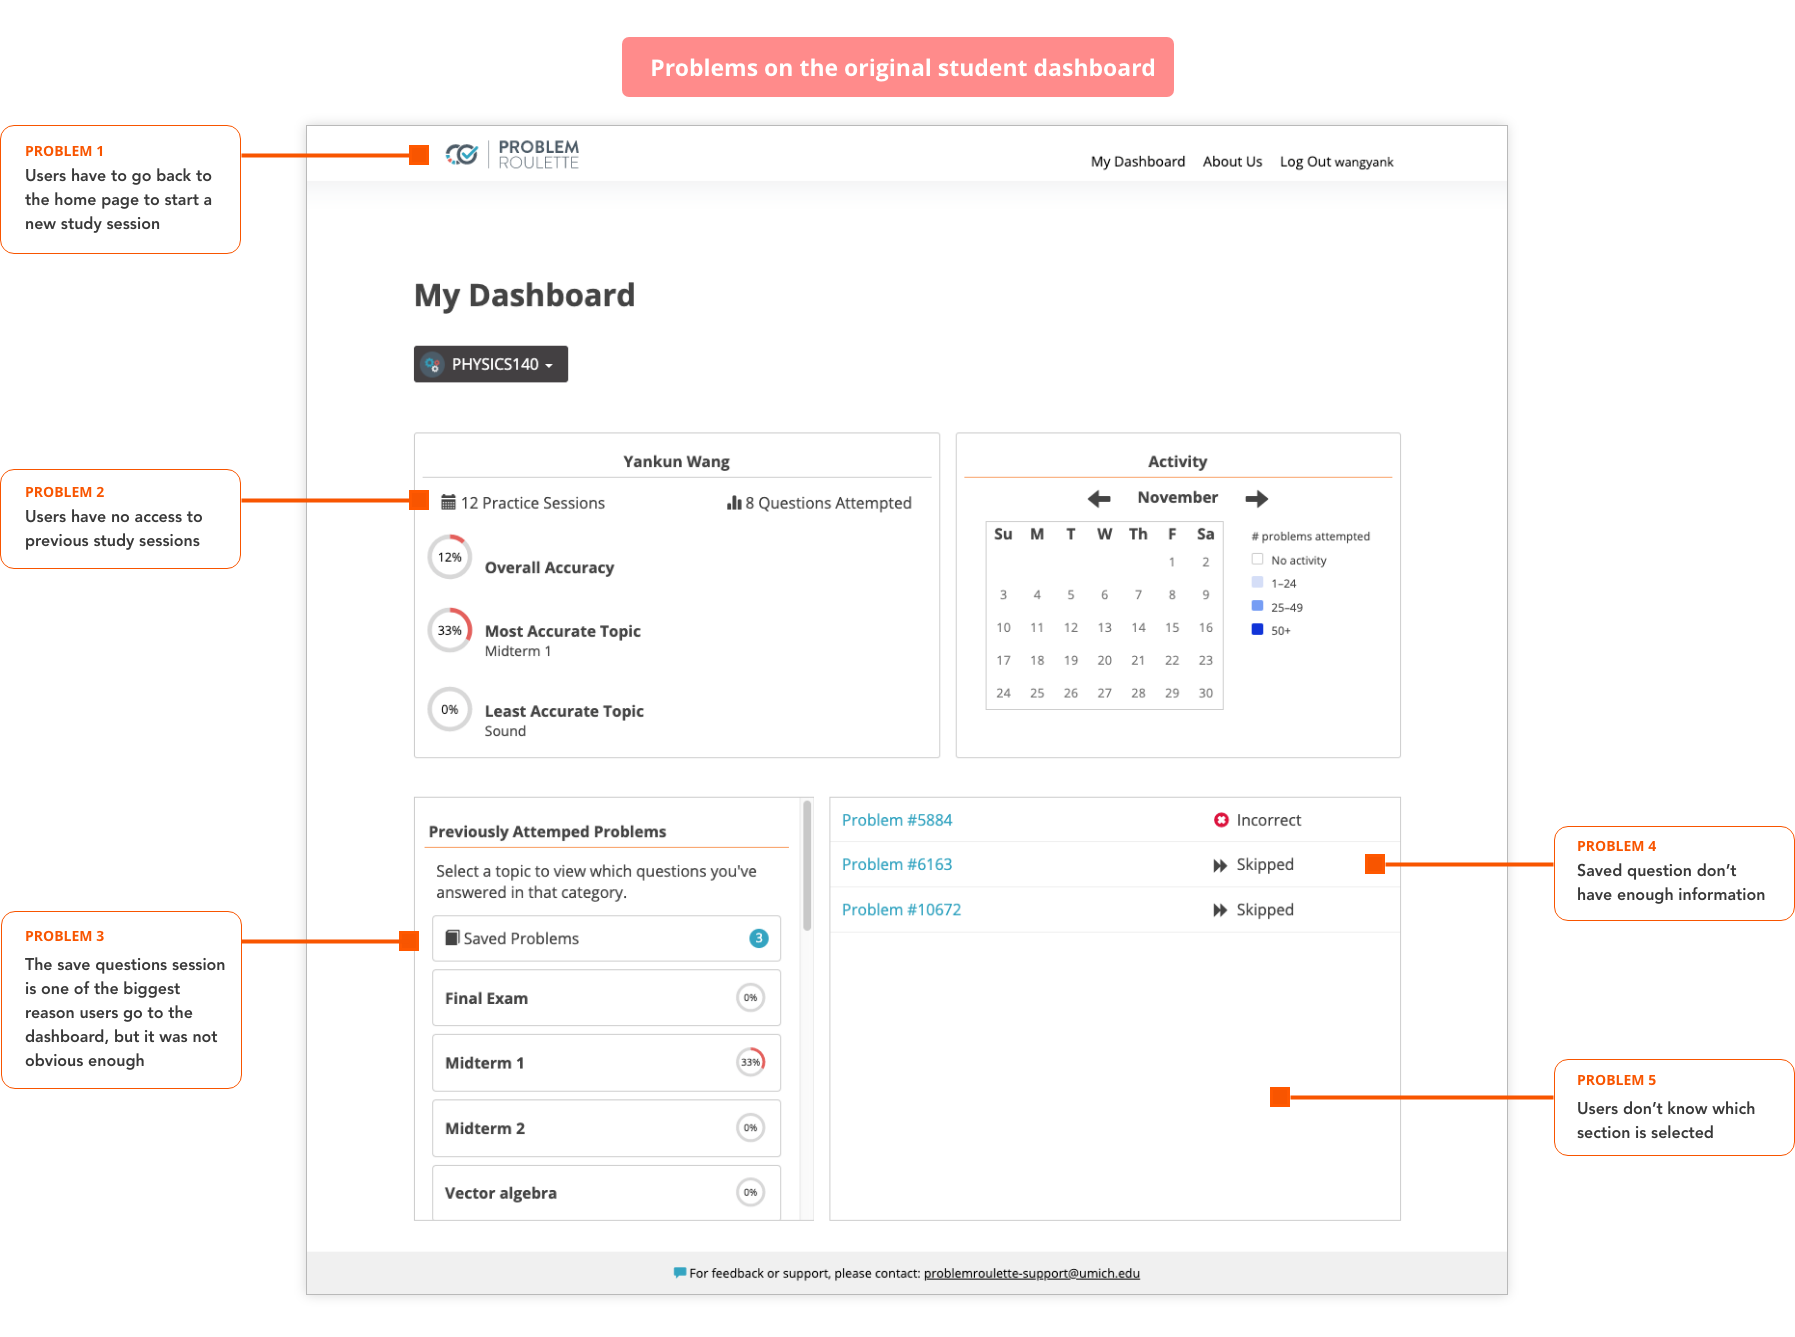 Problems on the original student dashboard
PROBLEM 1
Users have to go back to
the home page to start a
new study session
PROBLEM
ROULETTE
My Dashboard About Us Log Out wangyank
My Dashboard
PHYSICS140
PROBLEM 2
Users have no access to
previous study sessions
Yankun Wang
12 Practice Sessions 8 Questions Attempted
12% Overall Accuracy
33% Most Accurate Topic
Midterm 1
0% Least Accurate Topic
Sound
Activity
November
Su M T W Th F Sa
1 2
3 4 5 6 7 8 9
10 11 12 13 14 15 16
17 18 19 20 21 22 23
24 25 26 27 28 29 30
# problems attempted
No activity
1–24
25–49
50+
PROBLEM 3
The save questions session
is one of the biggest
reason users go to the
dashboard, but it was not
obvious enough
Previously Attemped Problems
Select a topic to view which questions you've
answered in that category.
Saved Problems 3
Final Exam 0%
Midterm 1 33%
Midterm 2 0%
Vector algebra 0%
Problem #5884 Incorrect
Problem #6163 Skipped
Problem #10672 Skipped
PROBLEM 4
Saved question don’t
have enough information
PROBLEM 5
Users don’t know which
section is selected
For feedback or support, please contact: problemroulette-support@umich.edu